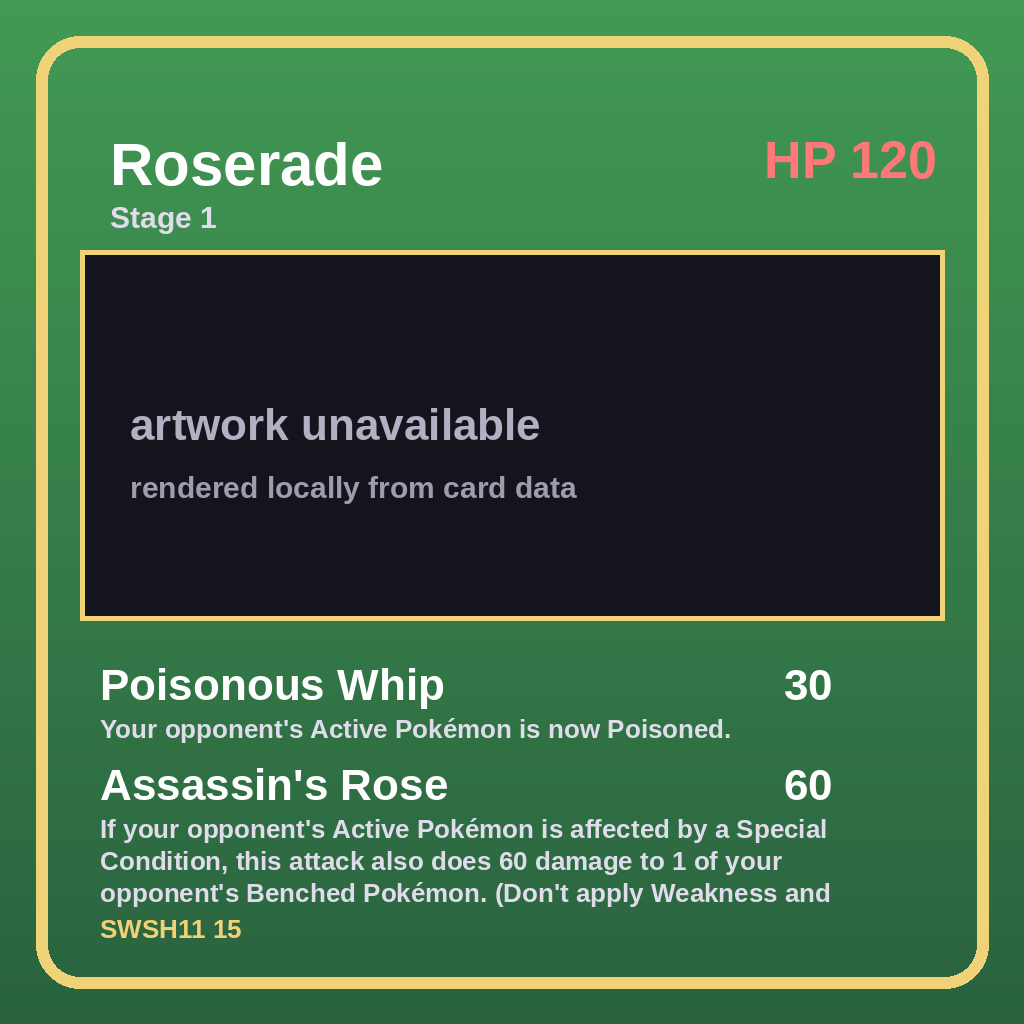 Roserade
HP 120
Stage 1
artwork unavailable
rendered locally from card data
Poisonous Whip
30
Your opponent's Active Pokémon is now Poisoned.
Assassin's Rose
60
If your opponent's Active Pokémon is affected by a Special
Condition, this attack also does 60 damage to 1 of your
opponent's Benched Pokémon. (Don't apply Weakness and
SWSH11 15